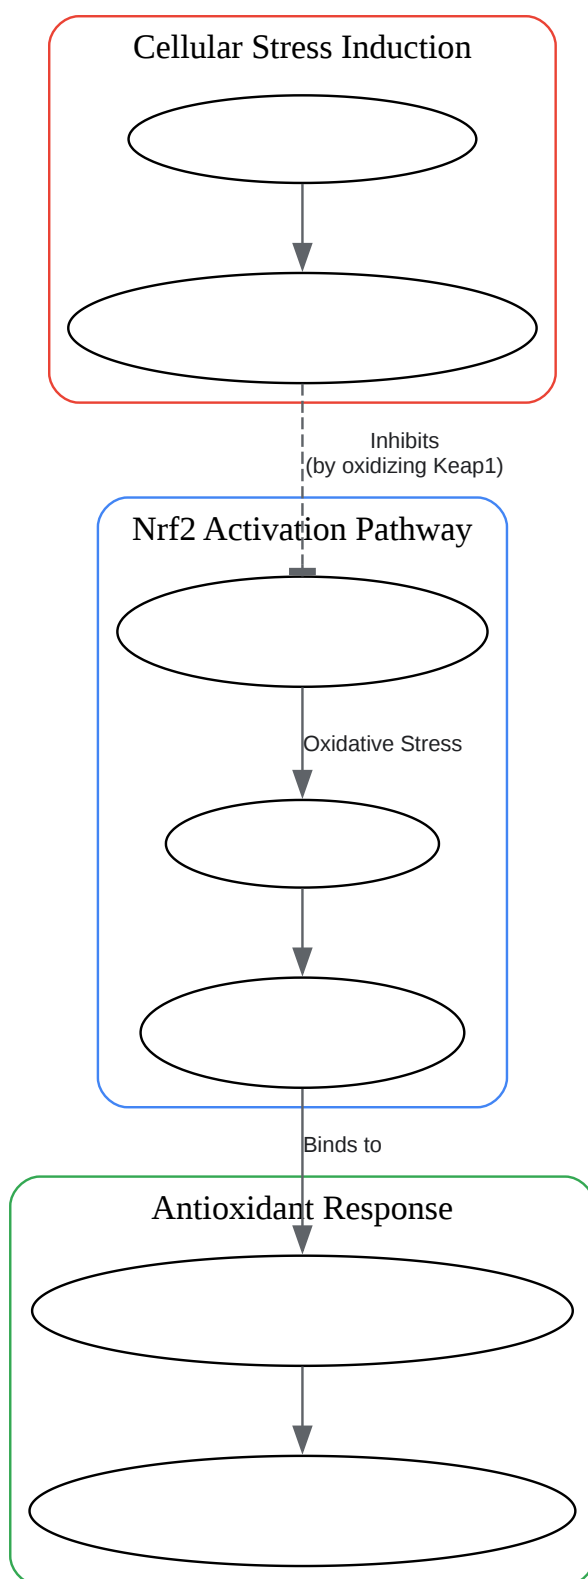 Cellular Stress Induction
Inhibits
(by oxidizing Keap1)
Nrf2 Activation Pathway
Oxidative Stress
Binds to
Antioxidant Response